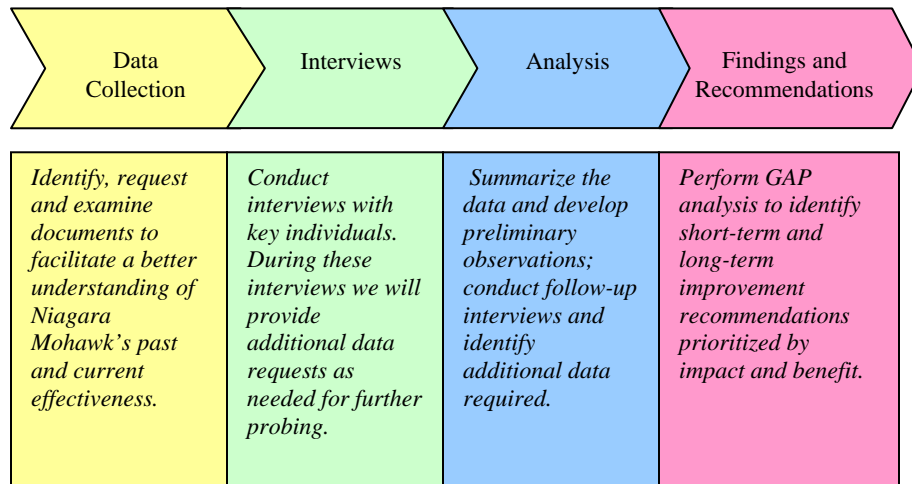 Data
Collection
Interviews
Analysis
Findings and
Recommendations
Identify, request
and examine
documents to
facilitate a better
understanding of
Niagara
Mohawk's past
and current
effectiveness.
Conduct
interviews with
key individuals.
During these
interviews we will
provide
additional data
requests as
needed for further
probing.
Summarize the
data and develop
preliminary
observations;
conduct follow-up
interviews and
identify
additional data
required.
Perform GAP
analysis to identify
short-term and
long-term
improvement
recommendations
prioritized by
impact and benefit.